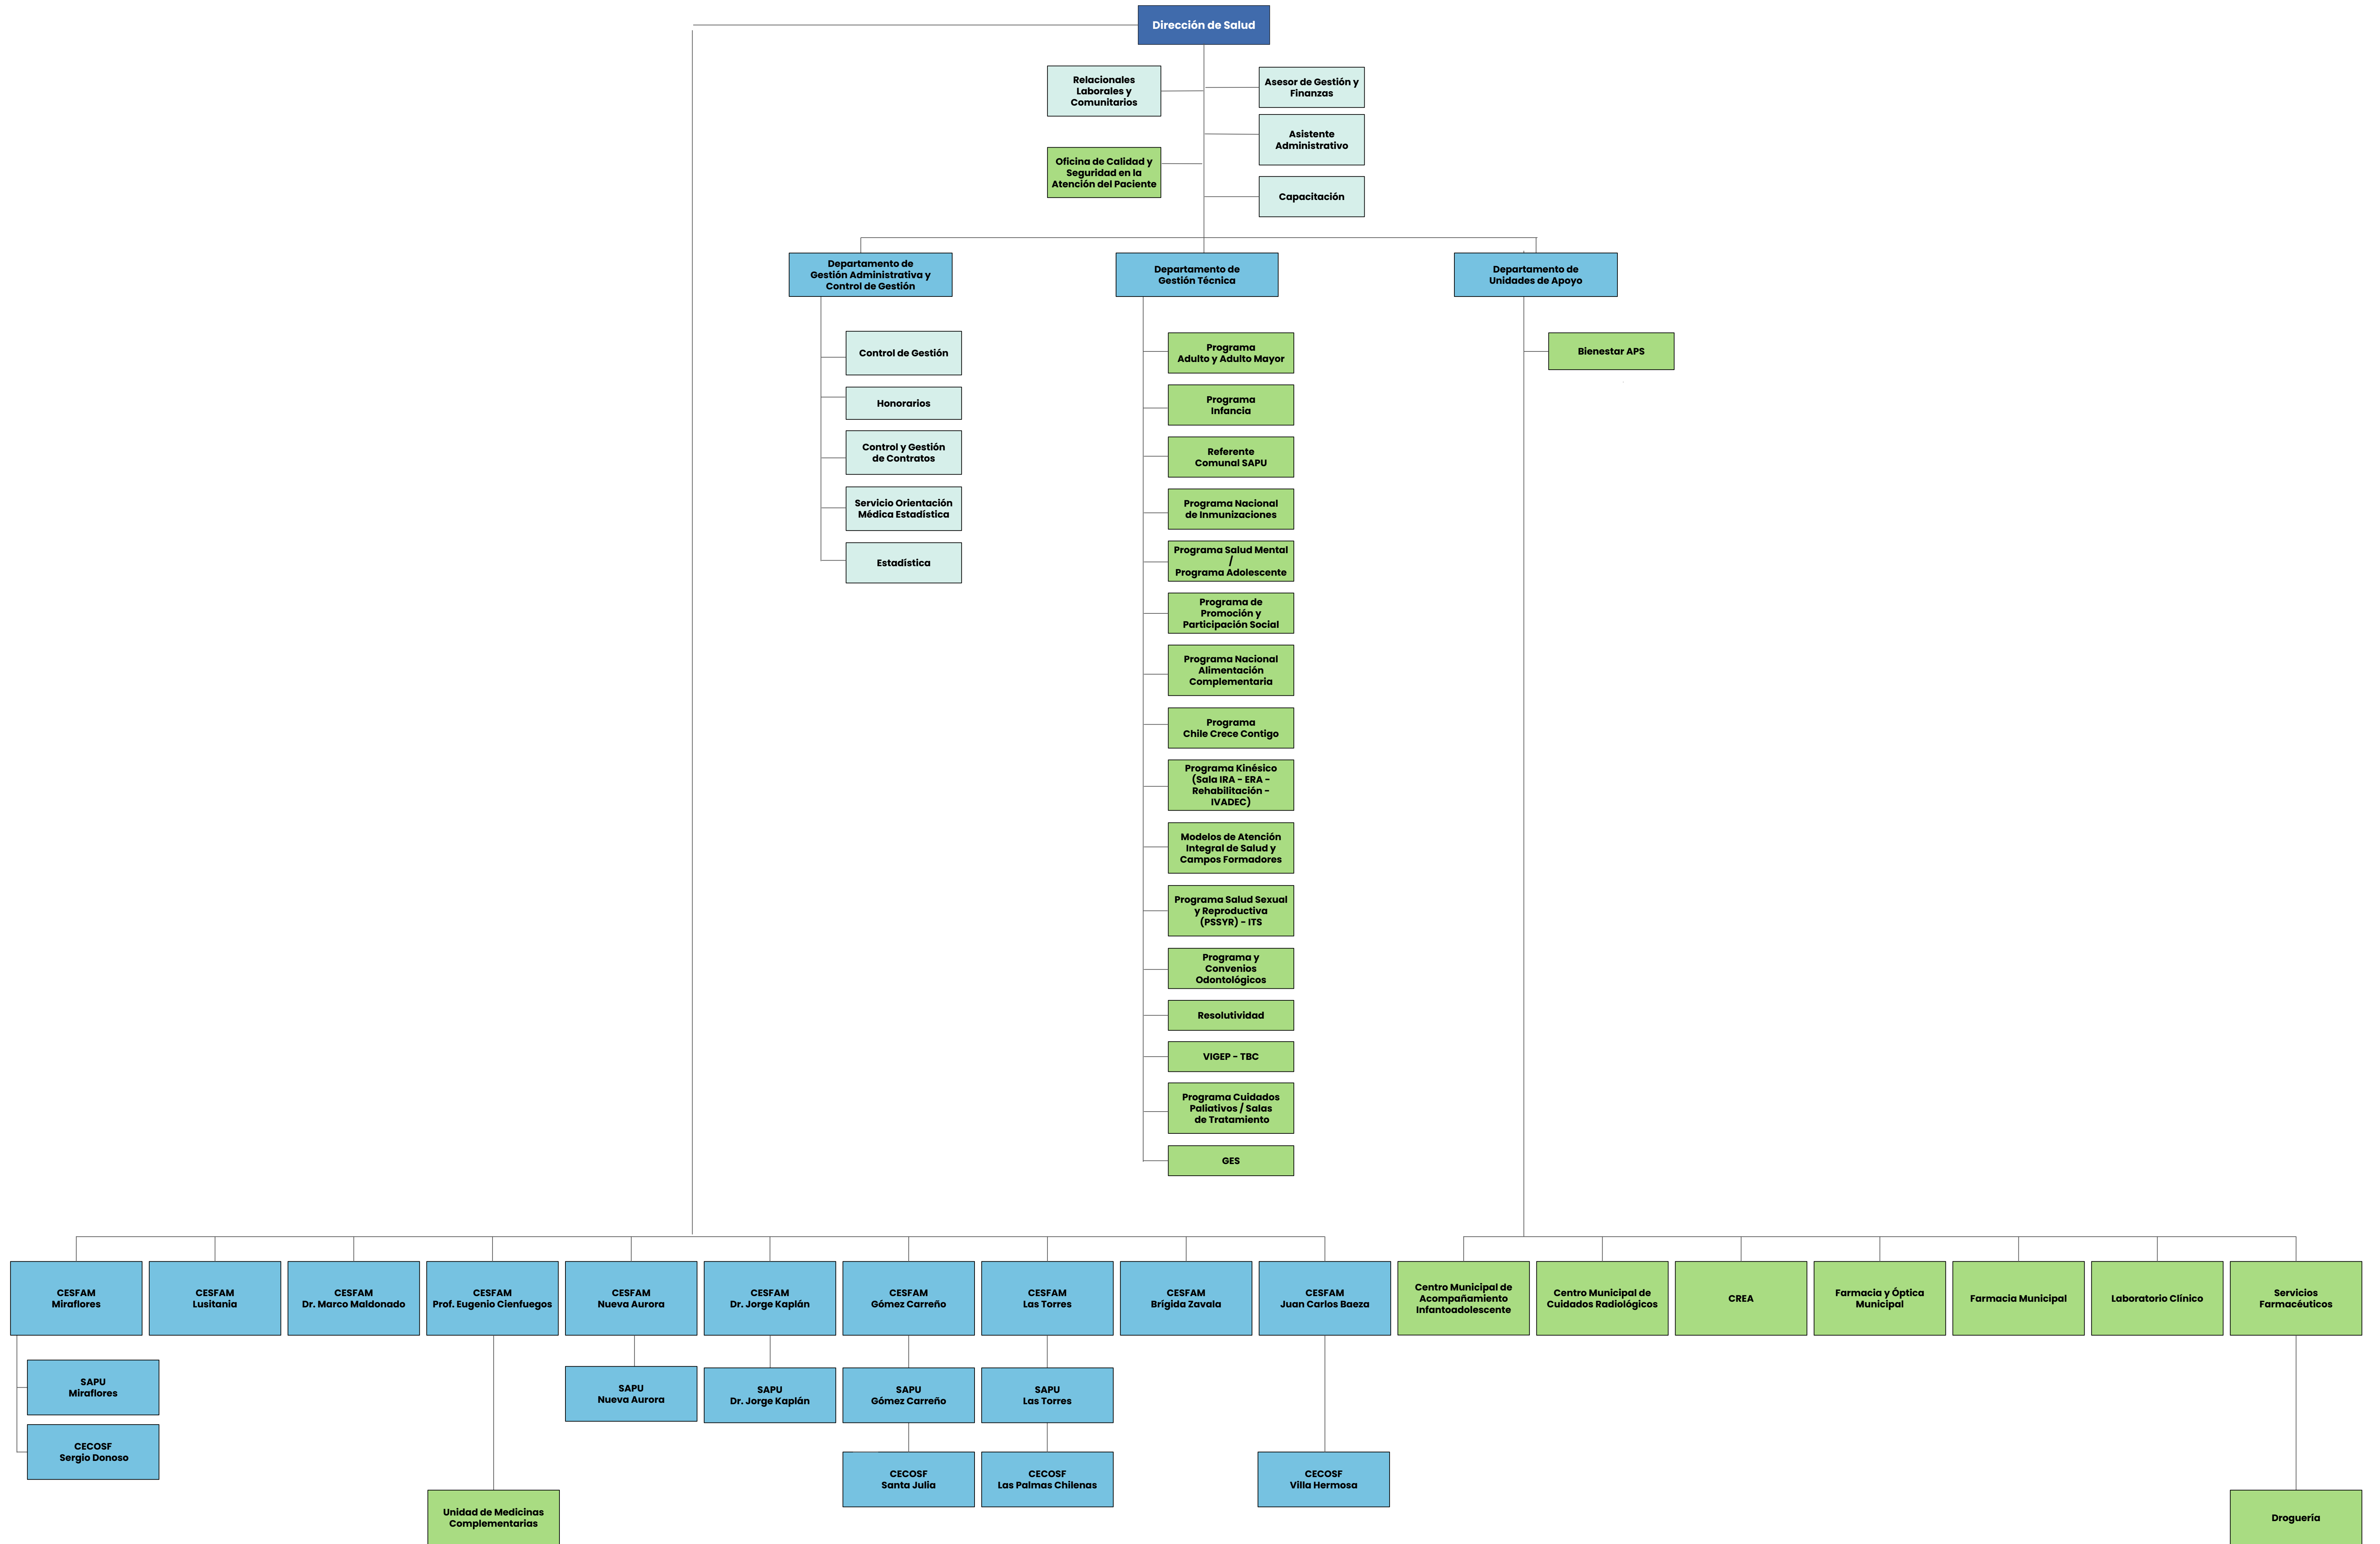 Dirección de Salud
Relacionales
Laborales y
Comunitarios
Asesor de Gestión y
Finanzas
Asistente
Administrativo
Oficina de Calidad y
Seguridad en la
Atención del Paciente
Capacitación
Departamento de
Gestión Administrativa y
Control de Gestión
Departamento de
Gestión Técnica
Departamento de
Unidades de Apoyo
Control de Gestión
Honorarios
Control y Gestión
de Contratos
Servicio Orientación
Médica Estadística
Estadística
Programa
Adulto y Adulto Mayor
Programa
Infancia
Referente
Comunal SAPU
Programa Nacional
de Inmunizaciones
Programa Salud Mental
/
Programa Adolescente
Programa de
Promoción y
Participación Social
Programa Nacional
Alimentación
Complementaria
Programa
Chile Crece Contigo
Programa Kinésico
(Sala IRA - ERA -
Rehabilitación -
IVADEC)
Modelos de Atención
Integral de Salud y
Campos Formadores
Programa Salud Sexual
y Reproductiva
(PSSYR) - ITS
Programa y
Convenios
Odontológicos
Resolutividad
VIGEP - TBC
Programa Cuidados
Paliativos / Salas
de Tratamiento
GES
Bienestar APS
CESFAM
Miraflores
CESFAM
Lusitania
CESFAM
Dr. Marco Maldonado
CESFAM
Prof. Eugenio Cienfuegos
CESFAM
Nueva Aurora
CESFAM
Dr. Jorge Kaplán
CESFAM
Gómez Carreño
CESFAM
Las Torres
CESFAM
Brígida Zavala
CESFAM
Juan Carlos Baeza
Centro Municipal de
Acompañamiento
Infantoadolescente
Centro Municipal de
Cuidados Radiológicos
CREA
Farmacia y Óptica
Municipal
Farmacia Municipal
Laboratorio Clínico
Servicios
Farmacéuticos
SAPU
Miraflores
SAPU
Nueva Aurora
SAPU
Dr. Jorge Kaplán
SAPU
Gómez Carreño
SAPU
Las Torres
CECOSF
Sergio Donoso
CECOSF
Santa Julia
CECOSF
Las Palmas Chilenas
CECOSF
Villa Hermosa
Unidad de Medicinas
Complementarias
Droguería